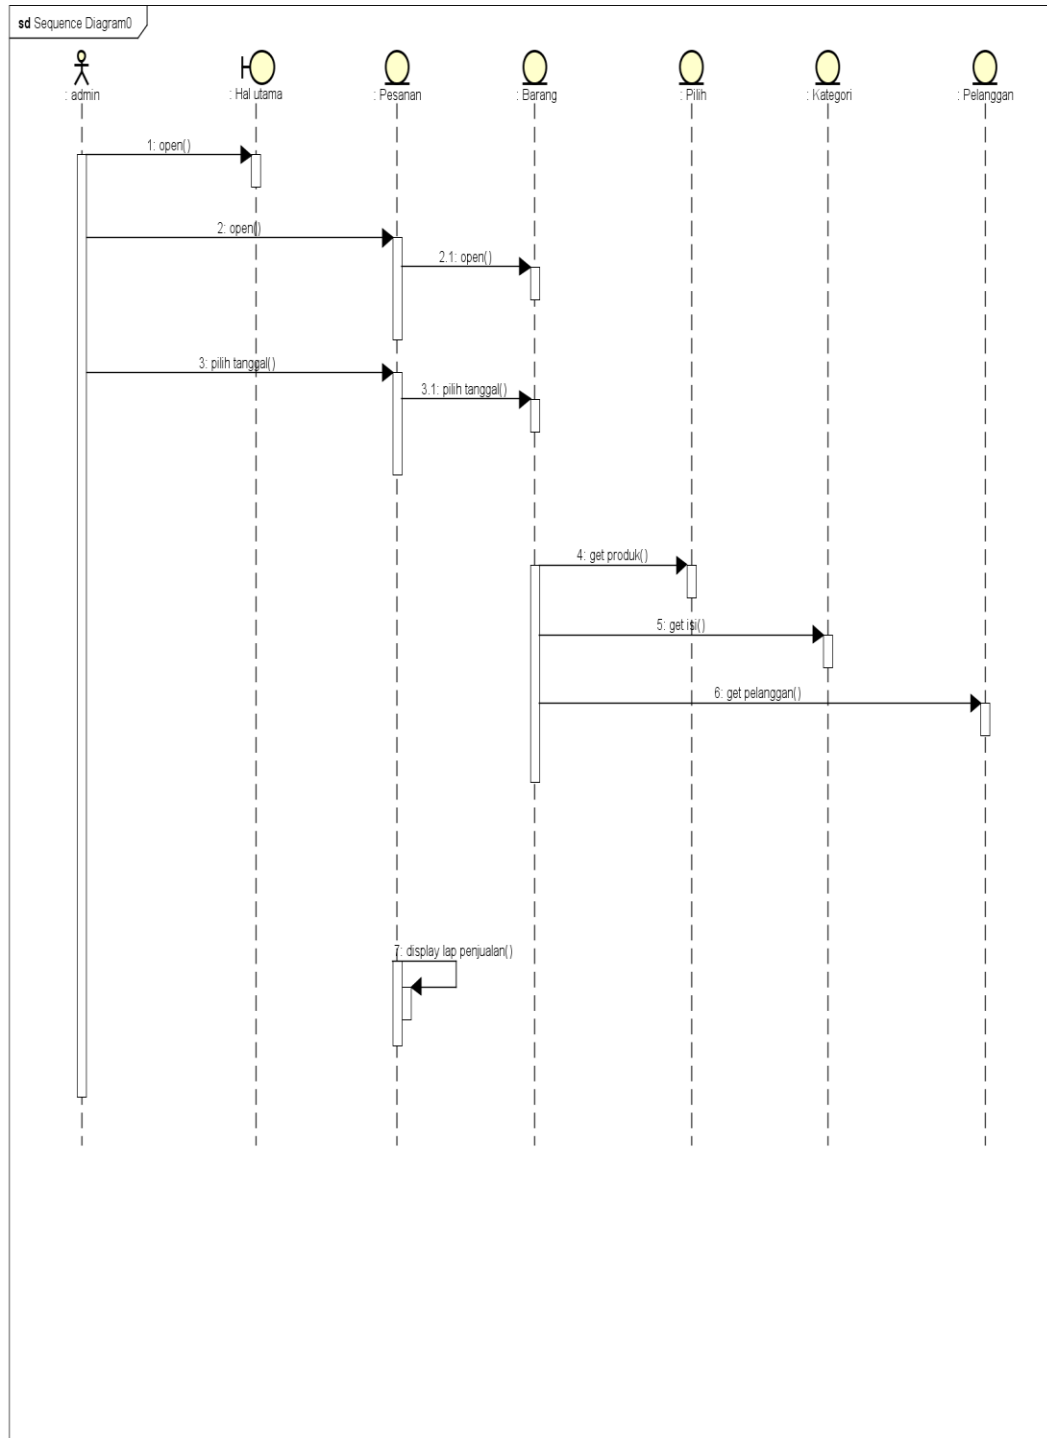 sd Sequence Diagram0
: admin
: Hal utama
: Pesanan
: Barang
: Pilih
: Kategori
: Pelanggan
1: open()
2: open()
2.1: open()
3: pilih tanggal()
3.1: pilih tanggal()
4: get produk()
5: get isi()
6: get pelanggan()
7: display lap penjualan()